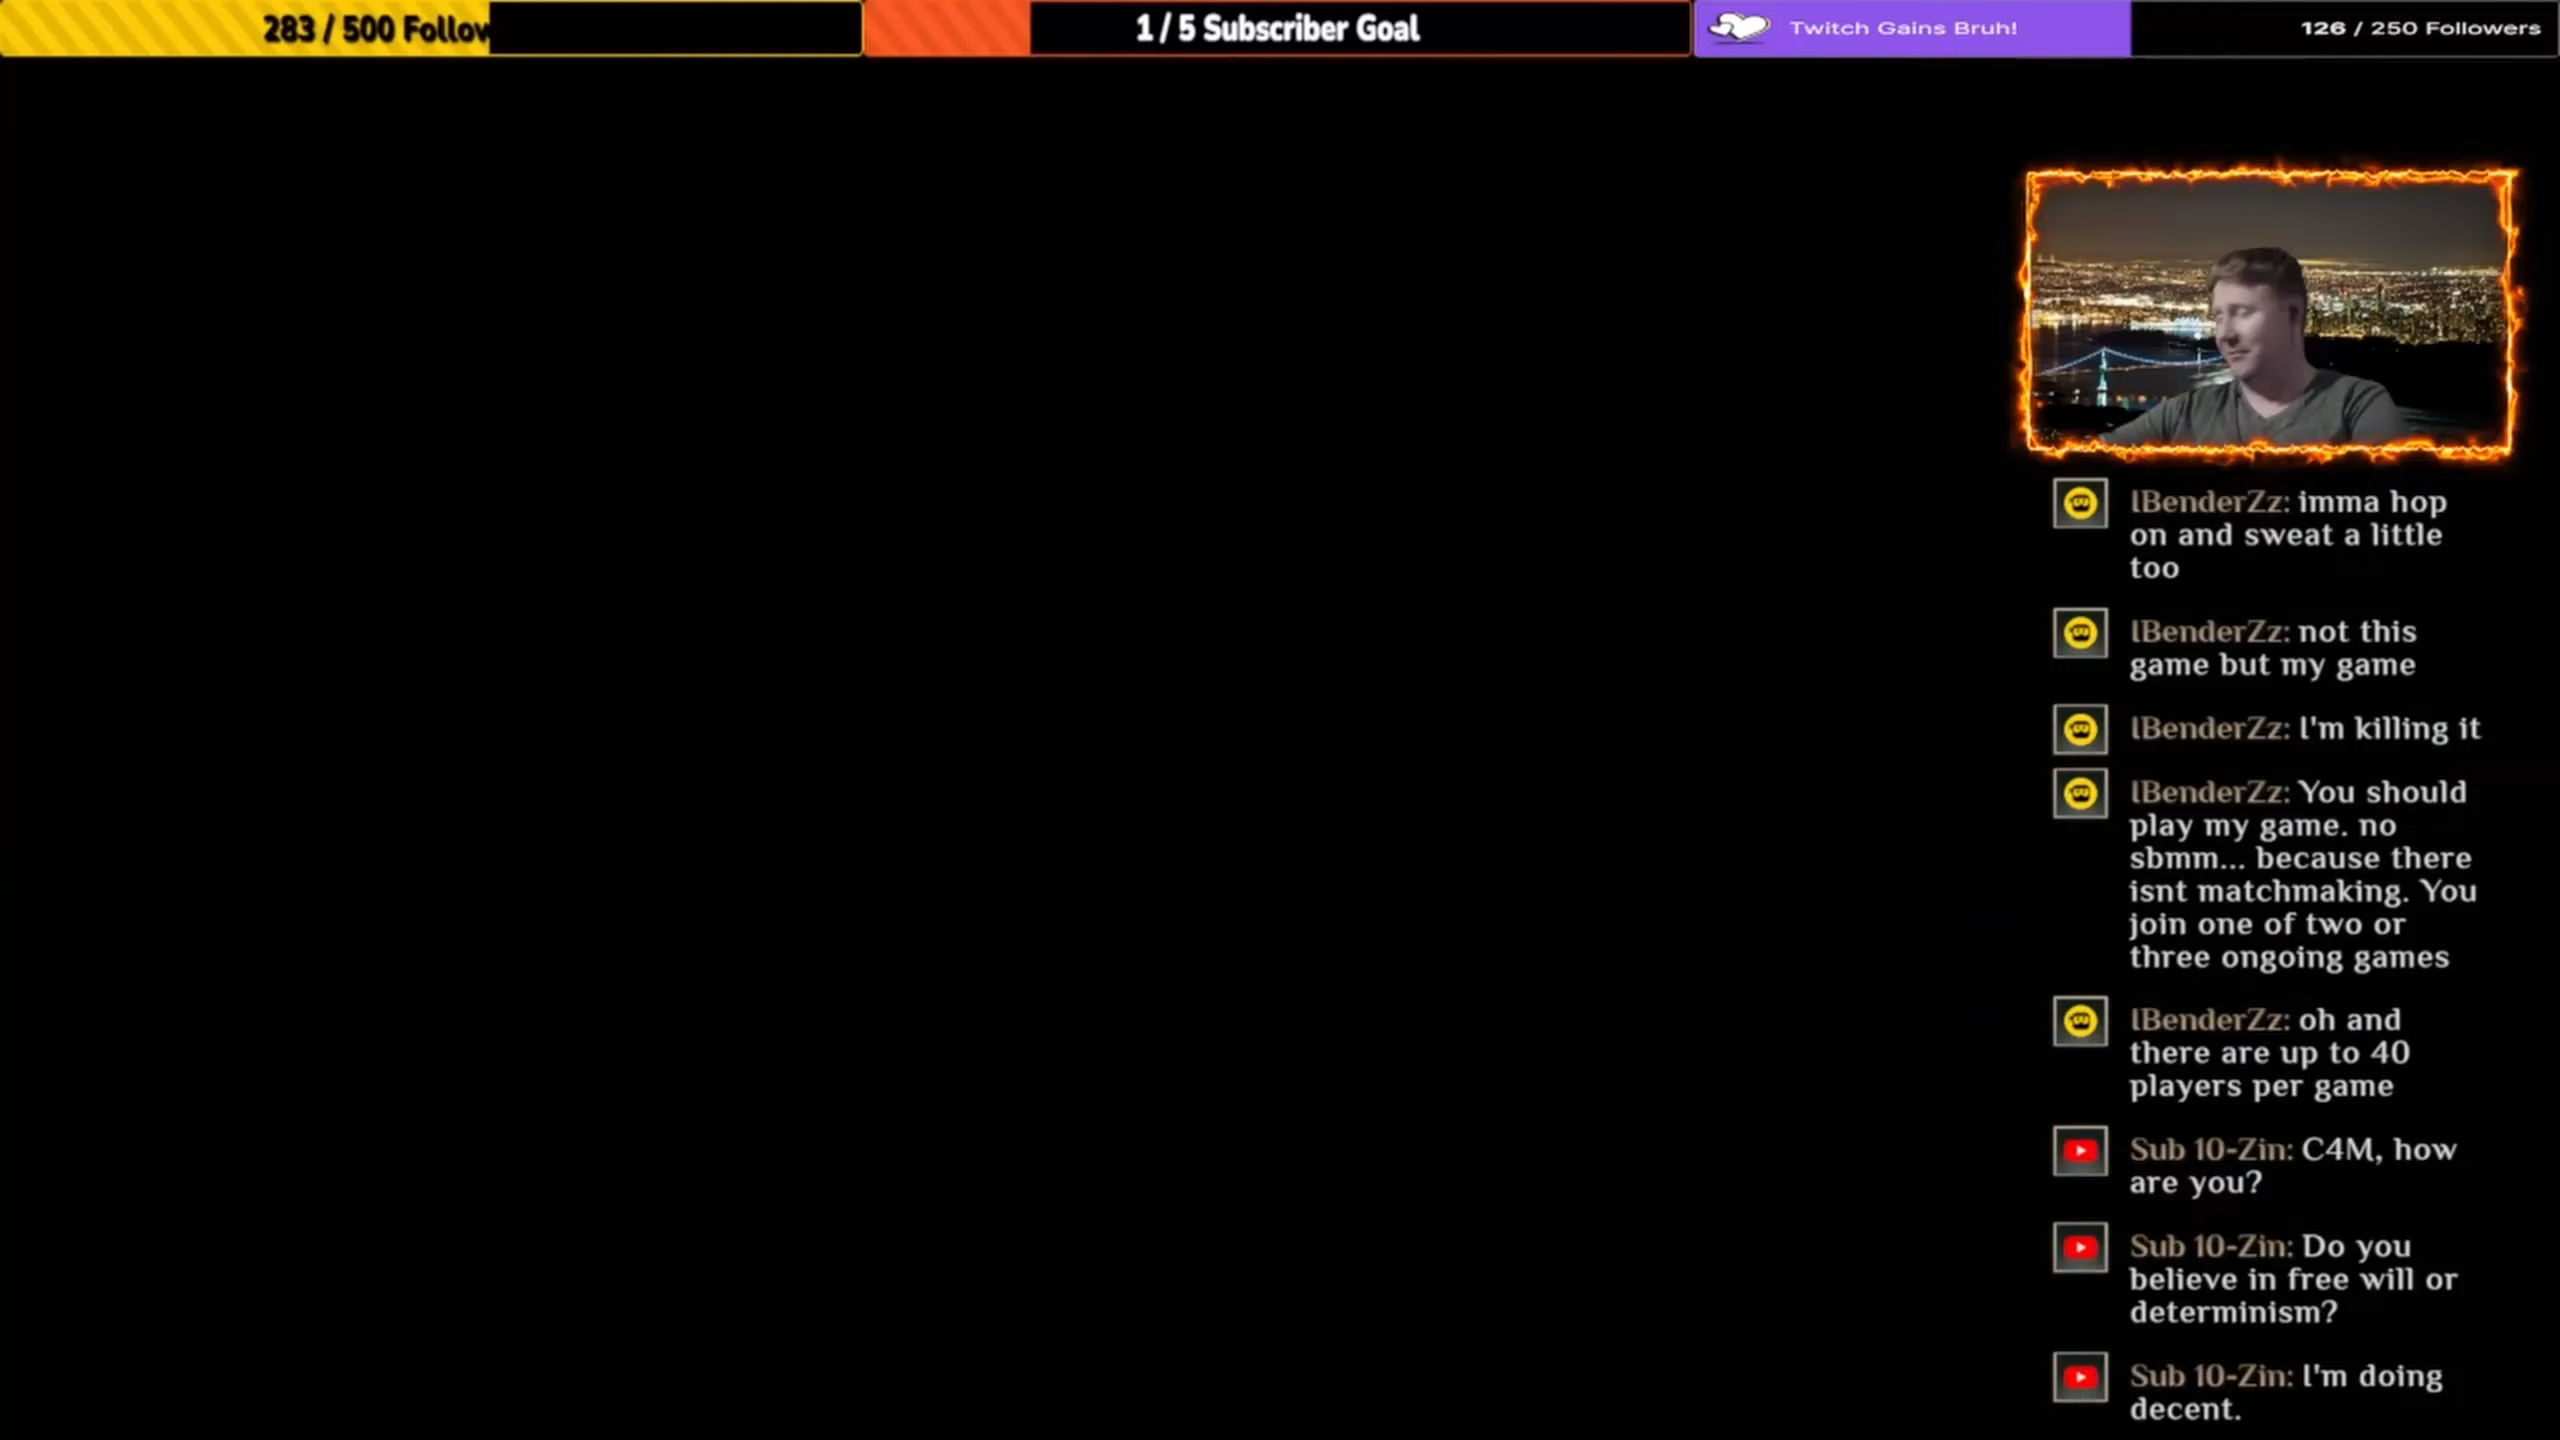 283 / 500 Follow
1 / 5 Subscriber Goal
Twitch Gains Bruh!
126 / 250 Followers
lBenderZz: imma hop
on and sweat a little
too
lBenderZz: not this
game but my game
lBenderZz: I'm killing it
lBenderZz: You should
play my game. no
sbmm... because there
isnt matchmaking. You
join one of two or
three ongoing games
lBenderZz: oh and
there are up to 40
players per game
Sub 10-Zin: C4M, how
are you?
Sub 10-Zin: Do you
believe in free will or
determinism?
Sub 10-Zin: I'm doing
decent.